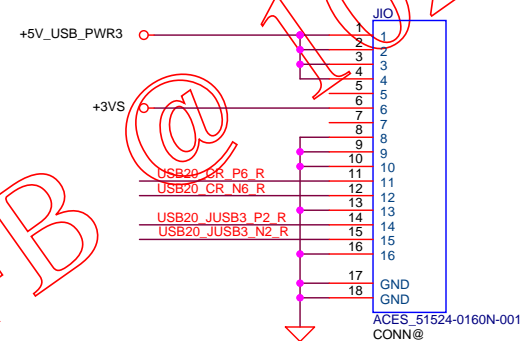 JIO
+5V_USB_PWR3
1 1
2 2
3 3
4 4
5 5
+3VS
6 6
7 7
8 8
9 9
10 10
USB20_CR_P6_R 11 11
USB20_CR_N6_R 12 12
13 13
USB20_JUSB3_P2_R 14 14
USB20_JUSB3_N2_R 15 15
16 16
17 GND
18 GND
ACES_51524-0160N-001
CONN@
@
B